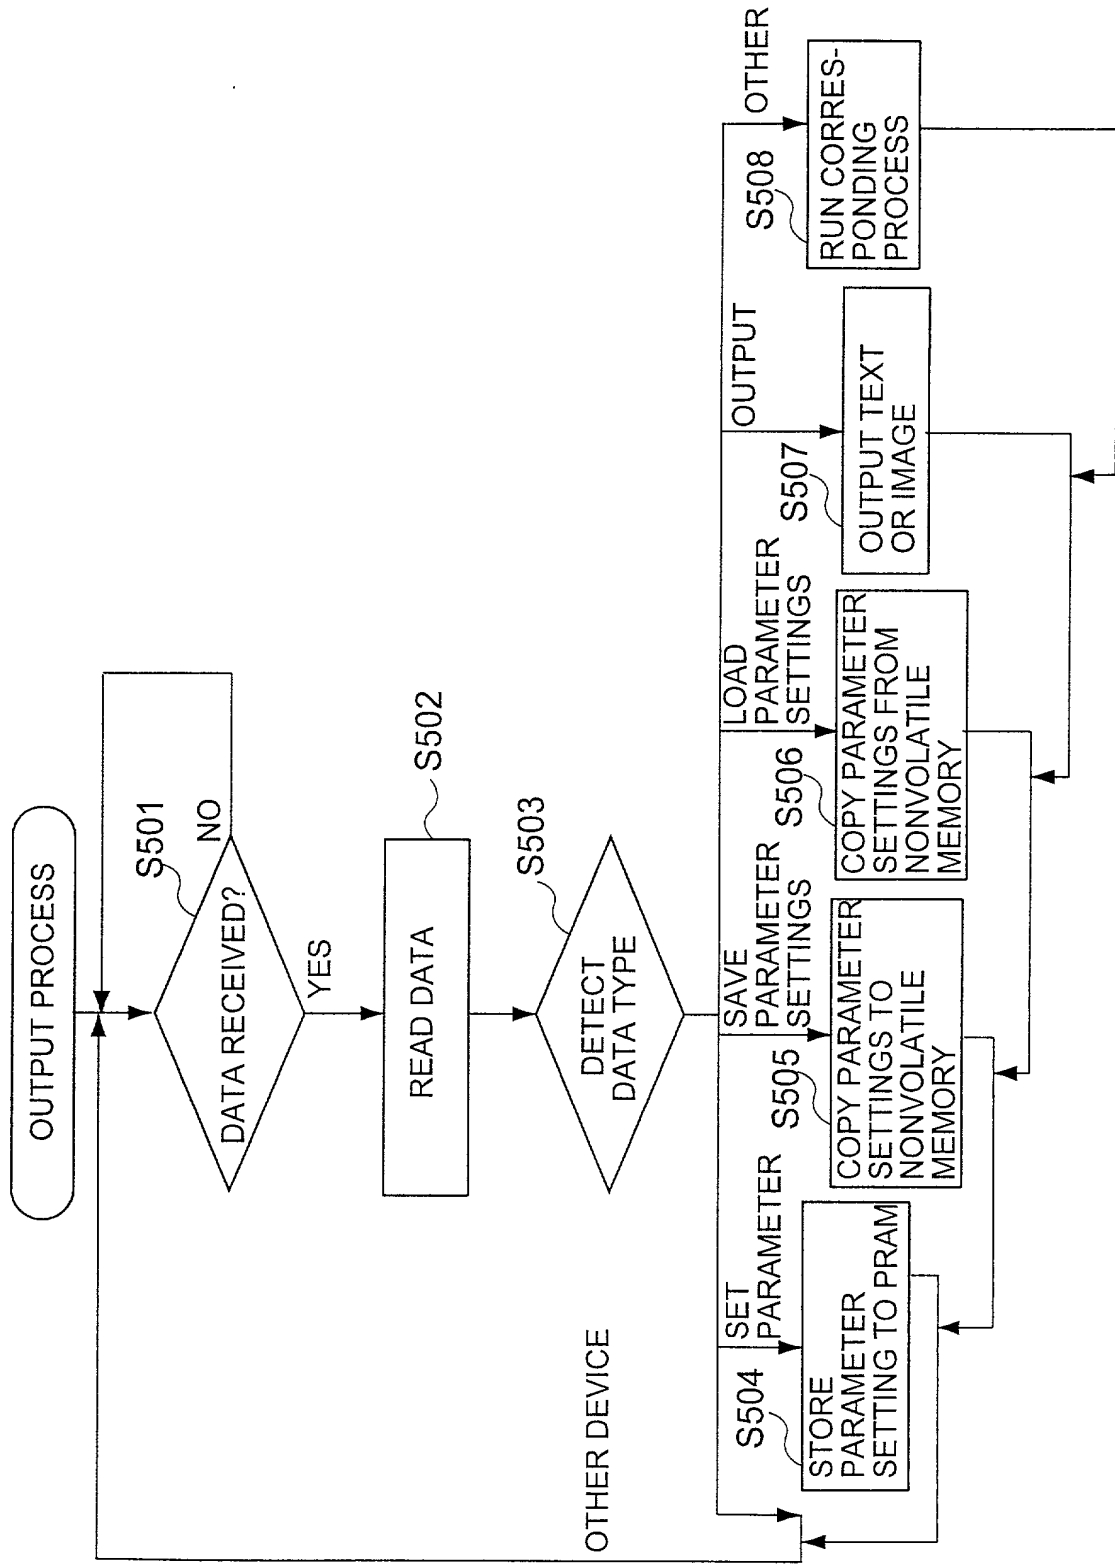 OUTPUT PROCESS
S501
DATA RECEIVED?
NO
YES
S502
READ DATA
S503
DETECT
DATA TYPE
OTHER DEVICE
SET
PARAMETER
SAVE
PARAMETER
SETTINGS
LOAD
PARAMETER
SETTINGS
OUTPUT
OTHER
S504
STORE
PARAMETER
SETTING TO PRAM
S505
COPY PARAMETER
SETTINGS TO
NONVOLATILE
MEMORY
S506
COPY PARAMETER
SETTINGS FROM
NONVOLATILE
MEMORY
S507
OUTPUT TEXT
OR IMAGE
S508
RUN CORRES-
PONDING
PROCESS